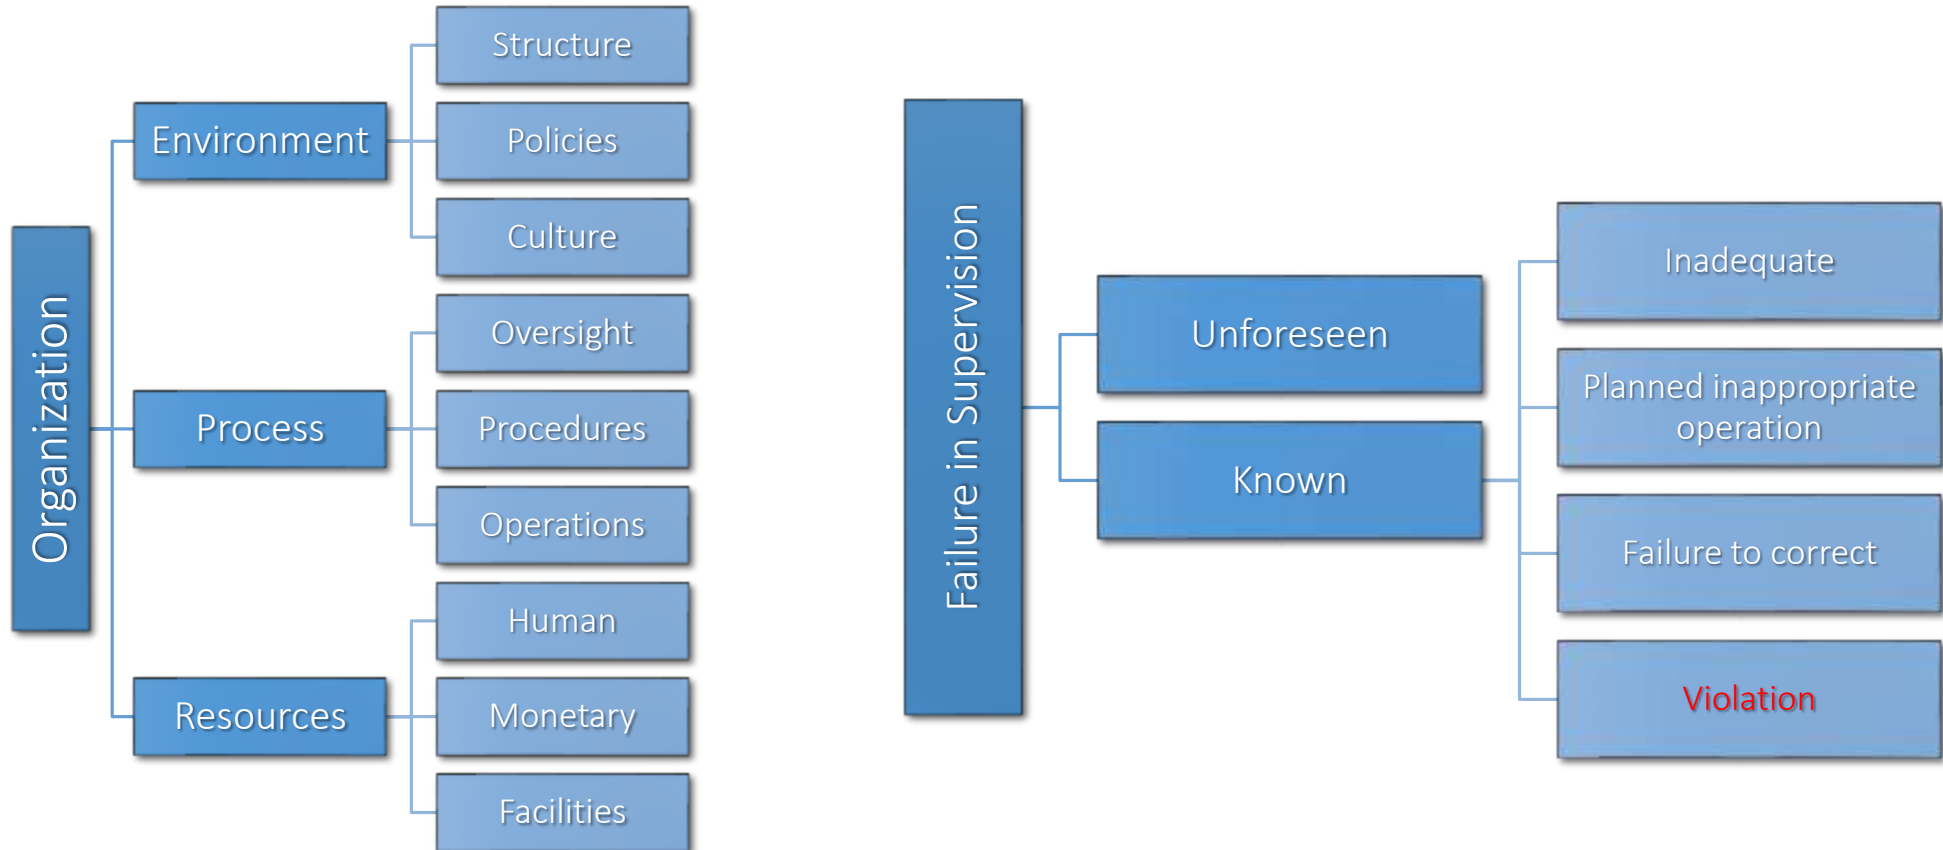 Organization
Environment
Structure
Policies
Culture
Process
Oversight
Procedures
Operations
Resources
Human
Monetary
Facilities
Failure in Supervision
Unforeseen
Known
Inadequate
Planned inappropriate
operation
Failure to correct
Violation